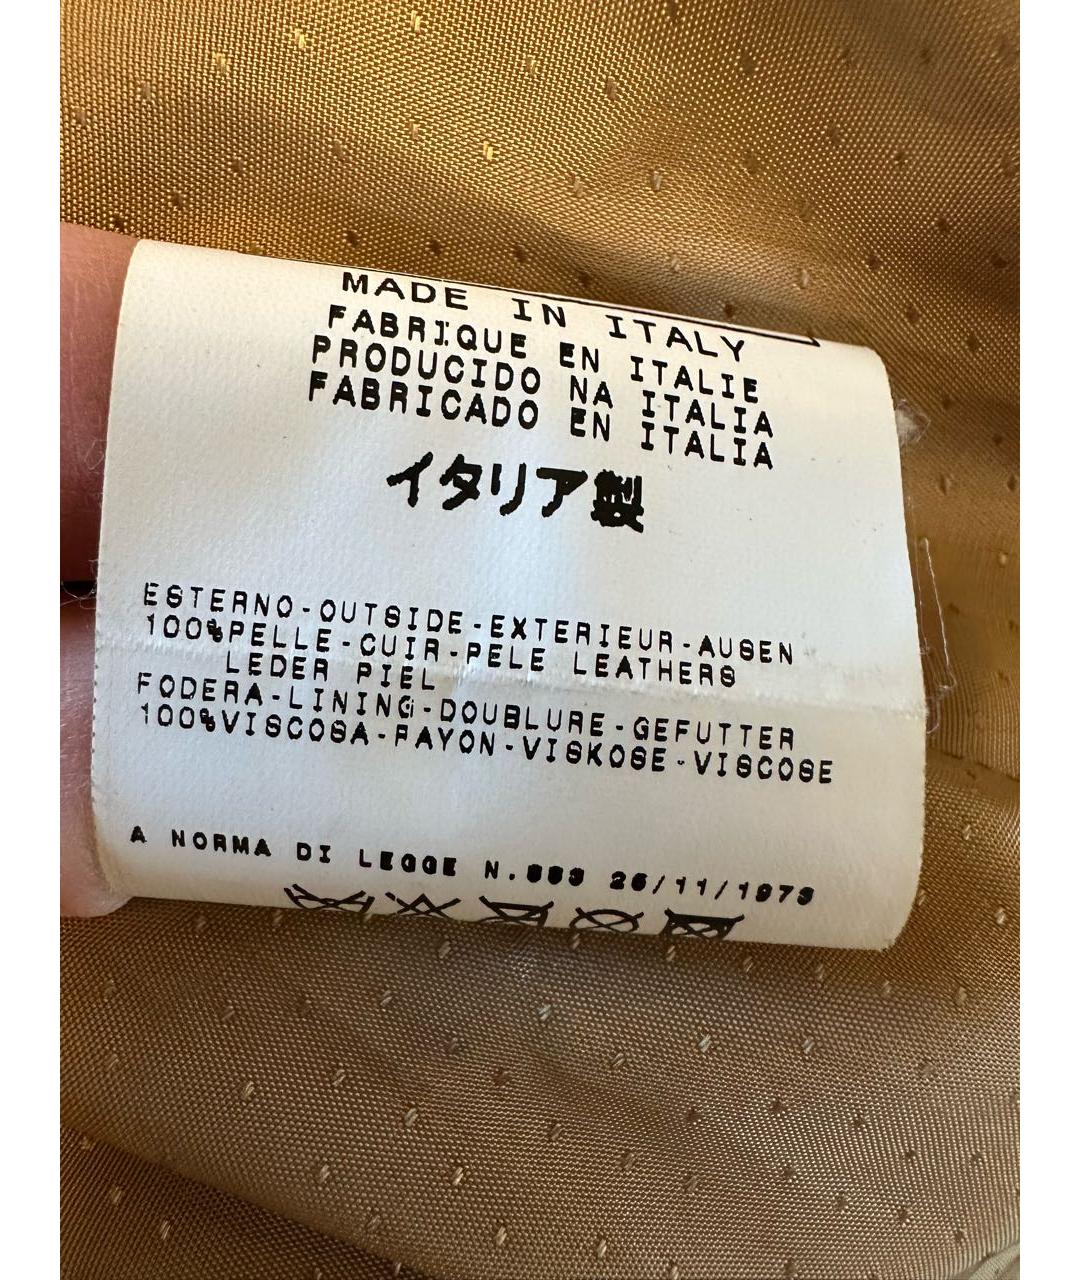 MADE IN ITALY
FABRIQUE EN ITALIE
PRODUCIDO NA ITALIA
FABRICADO EN ITALIA
イタリア製
ESTERNO-OUTSIDE-EXTERIEUR-AUSEN
100%PELLE-CUIR-PELE LEATHERS
LEDER PIEL
FODERA-LINING-DOUBLURE-GEFUTTER
100%VISCOSA-RAYON-VISKOSE-VISCOSE
A NORMA DI LEGGE N. 26/11/1973